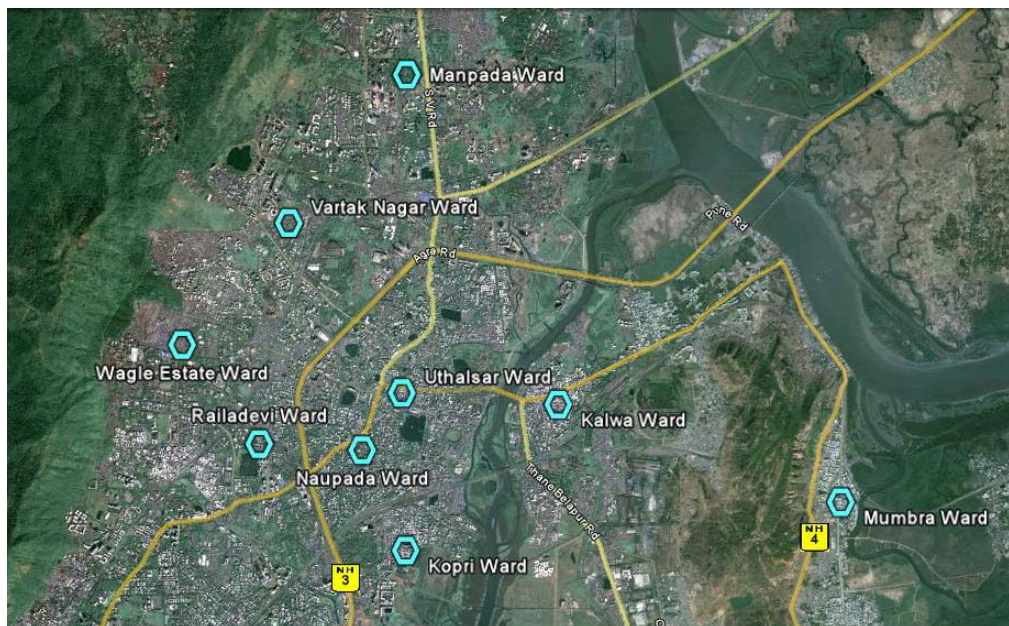 Manpada Ward
S.V.Rd
Vartak Nagar Ward
Pune Rd
Agra Rd
Wagle Estate Ward
Uthalsar Ward
Railadevi Ward
Kalwa Ward
Naupada Ward
Thane Belapur Rd
Mumbra Ward
NH
4
Kopri Ward
NH
3